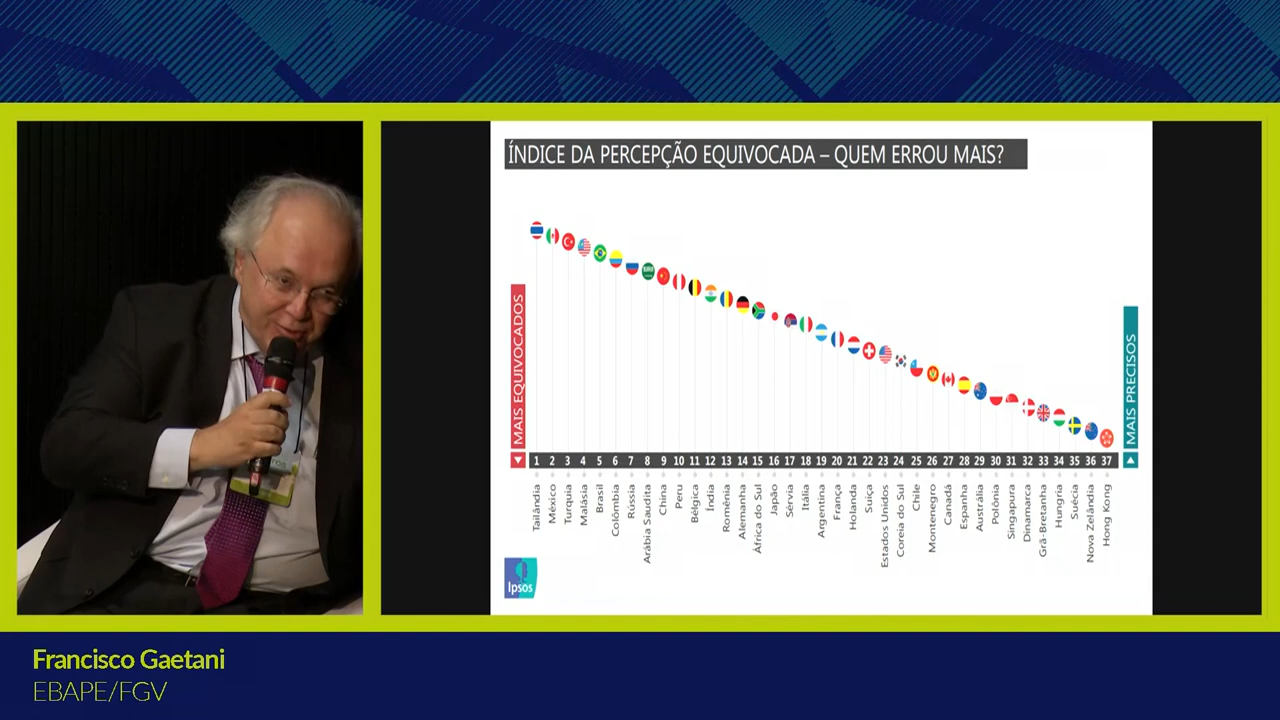 ÍNDICE DA PERCEPÇÃO EQUIVOCADA – QUEM ERROU MAIS?
MAIS EQUIVOCADOS
MAIS PRECISOS
1 2 3 4 5 6 7 8 9 10 11 12 13 14 15 16 17 18 19 20 21 22 23 24 25 26 27 28 29 30 31 32 33 34 35 36 37
Tailândia
México
Turquia
Malásia
Brasil
Colômbia
Rússia
Arábia Saudita
China
Peru
Bélgica
Índia
Romênia
Alemanha
África do Sul
Japão
Sérvia
Itália
Argentina
França
Holanda
Suiça
Estados Unidos
Coreia do Sul
Chile
Montenegro
Canadá
Espanha
Austrália
Polônia
Singapura
Dinamarca
Grã-Bretanha
Hungria
Suécia
Nova Zelândia
Hong Kong
Ipsos
Francisco Gaetani
EBAPE/FGV